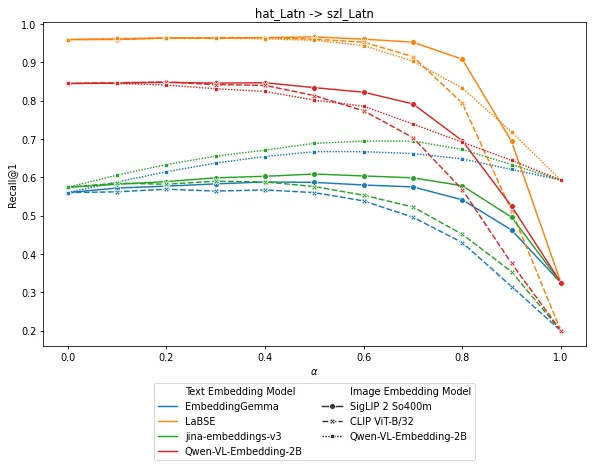 hat_Latn -> szl_Latn
1.0
0.9
0.8
0.7
0.6
0.5
0.4
0.3
0.2
Recall@1
0.0 0.2 0.4 0.6 0.8 1.0
α
Text Embedding Model Image Embedding Model
EmbeddingGemma SigLIP 2 So400m
LaBSE CLIP ViT-B/32
jina-embeddings-v3 Qwen-VL-Embedding-2B
Qwen-VL-Embedding-2B